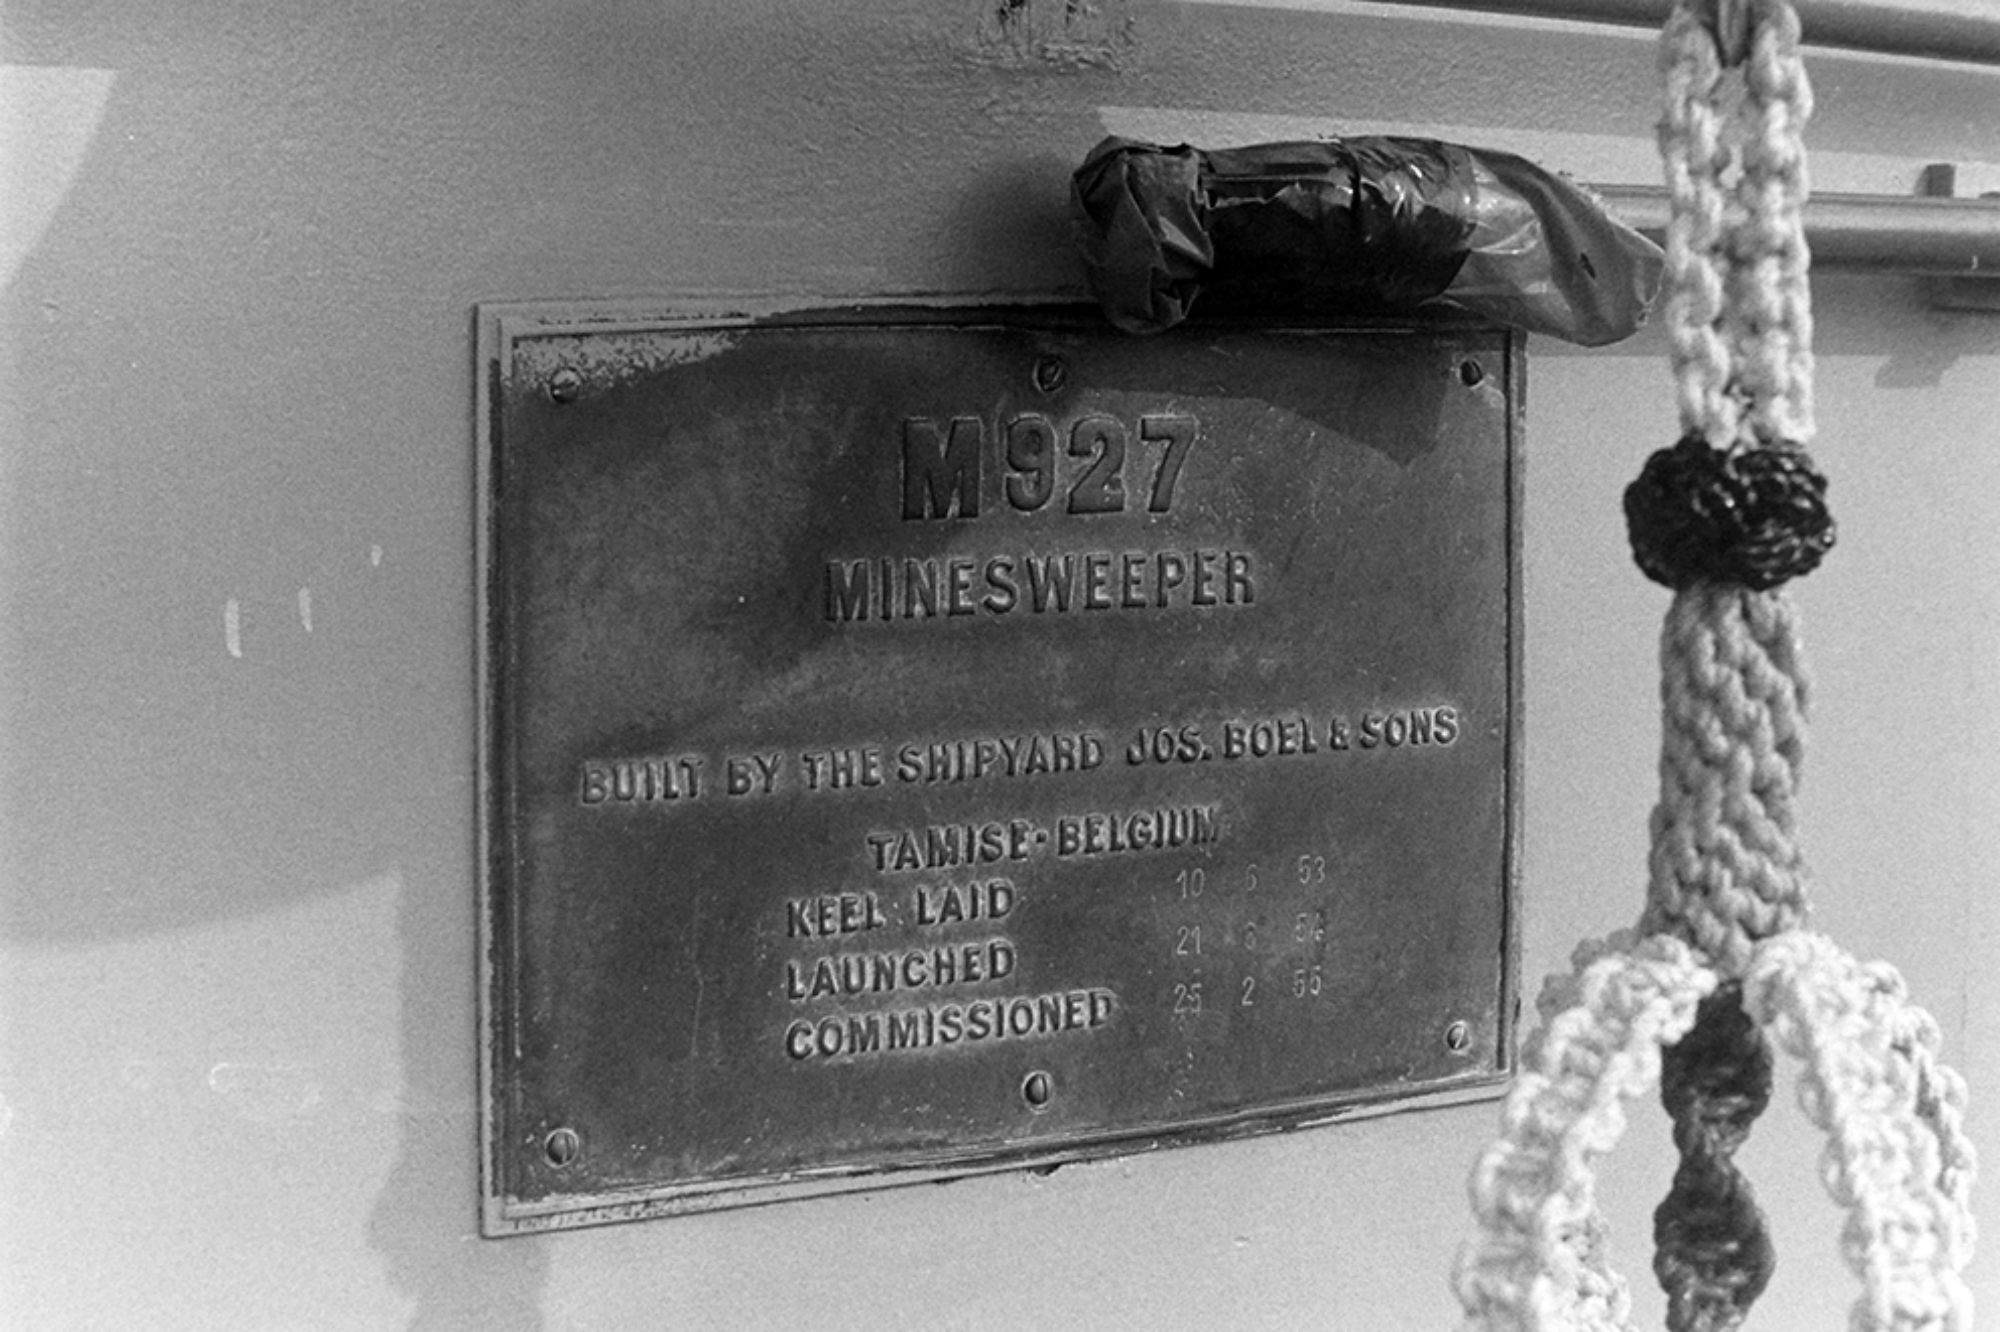 M927
MINESWEEPER
BUILT BY THE SHIPYARD JOS. BOEL & SONS
TAMISE-BELGIUM
KEEL LAID 10 6 53
LAUNCHED 21 6 54
COMMISSIONED 25 2 55